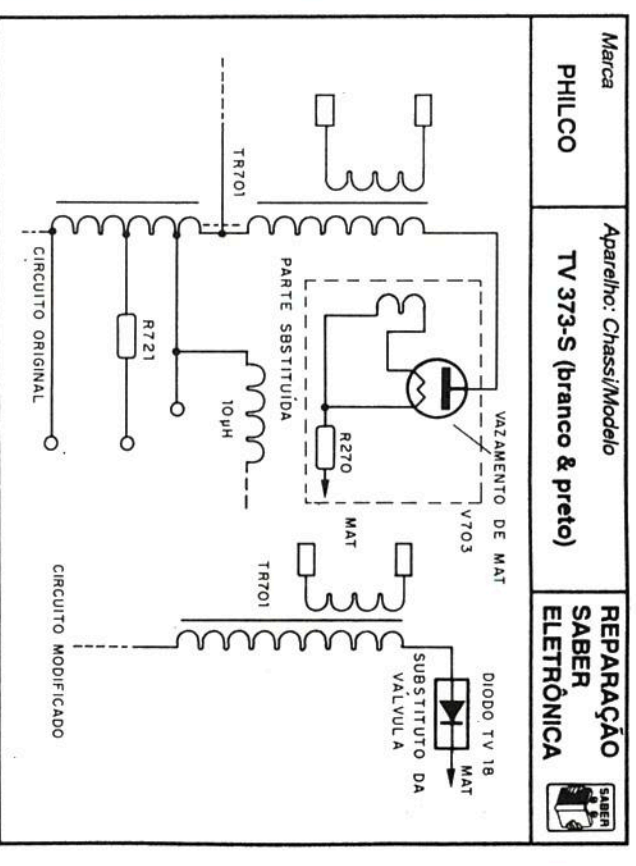 Marca
PHILCO
Aparelho: Chassi/Modelo
TV 373-S (branco & preto)
REPARAÇÃO
SABER
ELETRÔNICA
SABER
VAZAMENTO DE MAT
V703
R270
MAT
PARTE SBSTITUÍDA
TR701
10µH
R721
CIRCUITO ORIGINAL
DIODO TV 18
MAT
SUBSTITUTO DA
VÁLVULA
TR701
CIRCUITO MODIFICADO